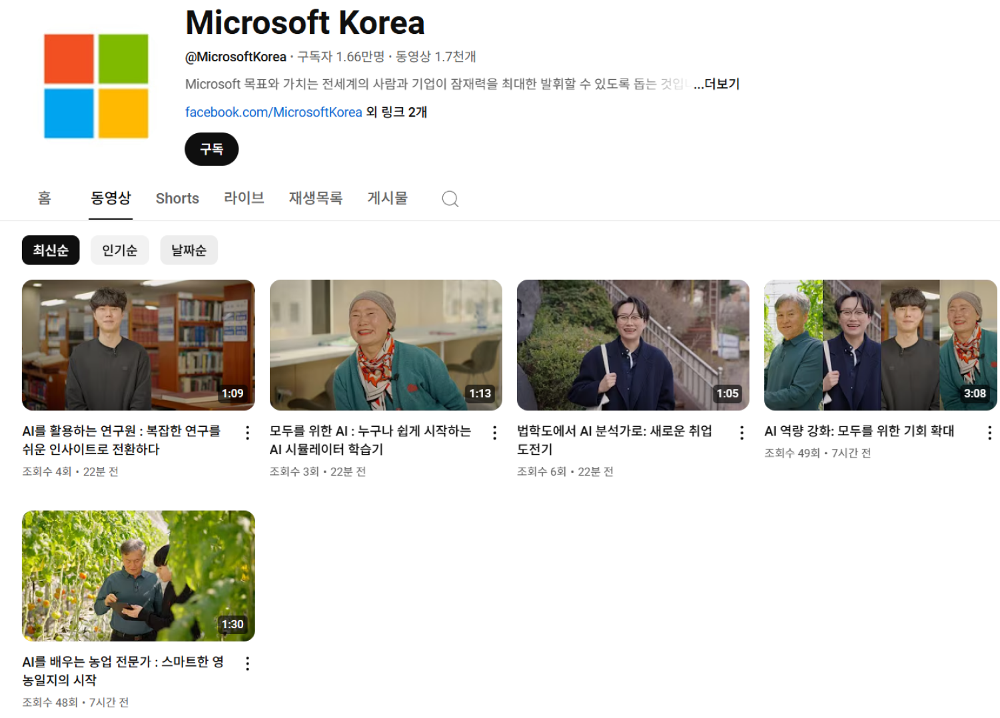 Microsoft Korea
@MicrosoftKorea · 구독자 1.66만명 · 동영상 1.7천개
Microsoft 목표와 가치는 전세계의 사람과 기업이 잠재력을 최대한 발휘할 수 있도록 돕는 것입 ...더보기
facebook.com/MicrosoftKorea 외 링크 2개
구독
홈 동영상 Shorts 라이브 재생목록 게시물
최신순 인기순 날짜순
1:09 1:13 1:05 3:08
AI를 활용하는 연구원 : 복잡한 연구를
쉬운 인사이트로 전환하다
조회수 4회 · 22분 전
모두를 위한 AI : 누구나 쉽게 시작하는
AI 시뮬레이터 학습기
조회수 3회 · 22분 전
법학도에서 AI 분석가로: 새로운 취업
도전기
조회수 6회 · 22분 전
AI 역량 강화: 모두를 위한 기회 확대
조회수 49회 · 7시간 전
1:30
AI를 배우는 농업 전문가 : 스마트한 영
농일지의 시작
조회수 48회 · 7시간 전